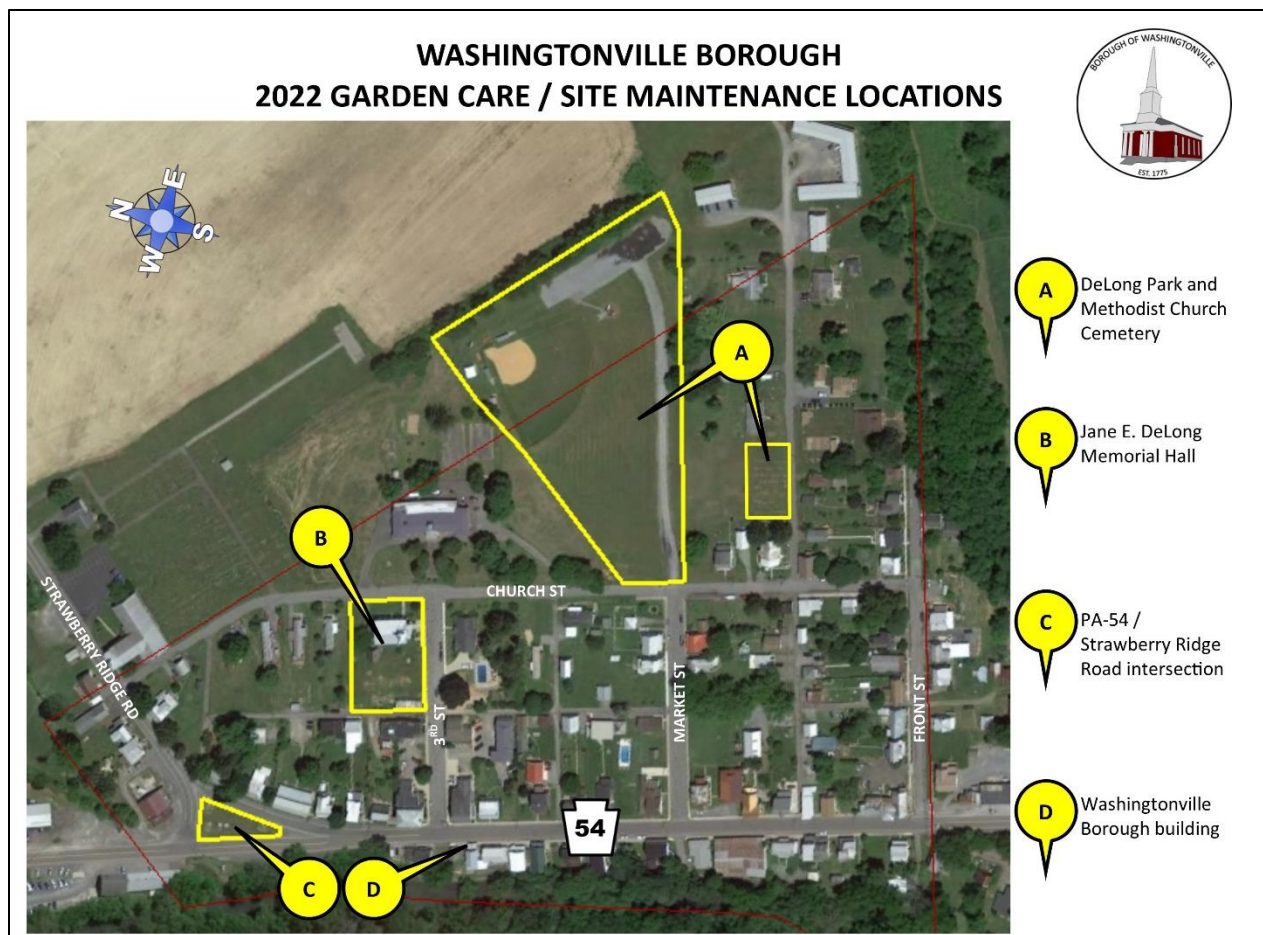 WASHINGTONVILLE BOROUGH
2022 GARDEN CARE / SITE MAINTENANCE LOCATIONS
BOROUGH OF WASHINGTONVILLE
EST. 1775
N
E
S
W
A
B
C
D
STRAWBERRY RIDGE RD
CHURCH ST
3RD ST
MARKET ST
FRONT ST
54
A
DeLong Park and
Methodist Church
Cemetery
B
Jane E. DeLong
Memorial Hall
C
PA-54 /
Strawberry Ridge
Road intersection
D
Washingtonville
Borough building